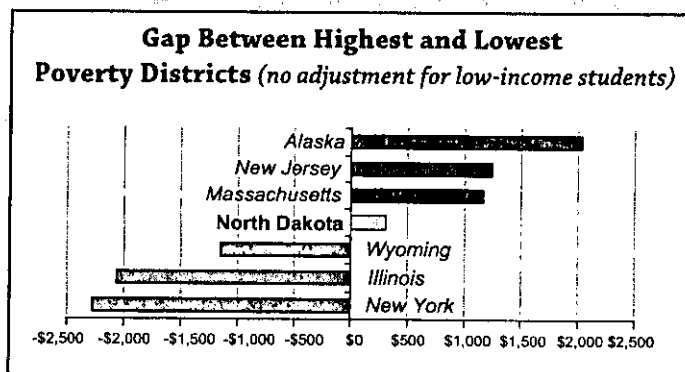 Gap Between Highest and Lowest
Poverty Districts (no adjustment for low-income students)
Alaska
New Jersey
Massachusetts
North Dakota
Wyoming
Illinois
New York
-$2,500 -$2,000 -$1,500 -$1,000 -$500 $0 $500 $1,000 $1,500 $2,000 $2,500